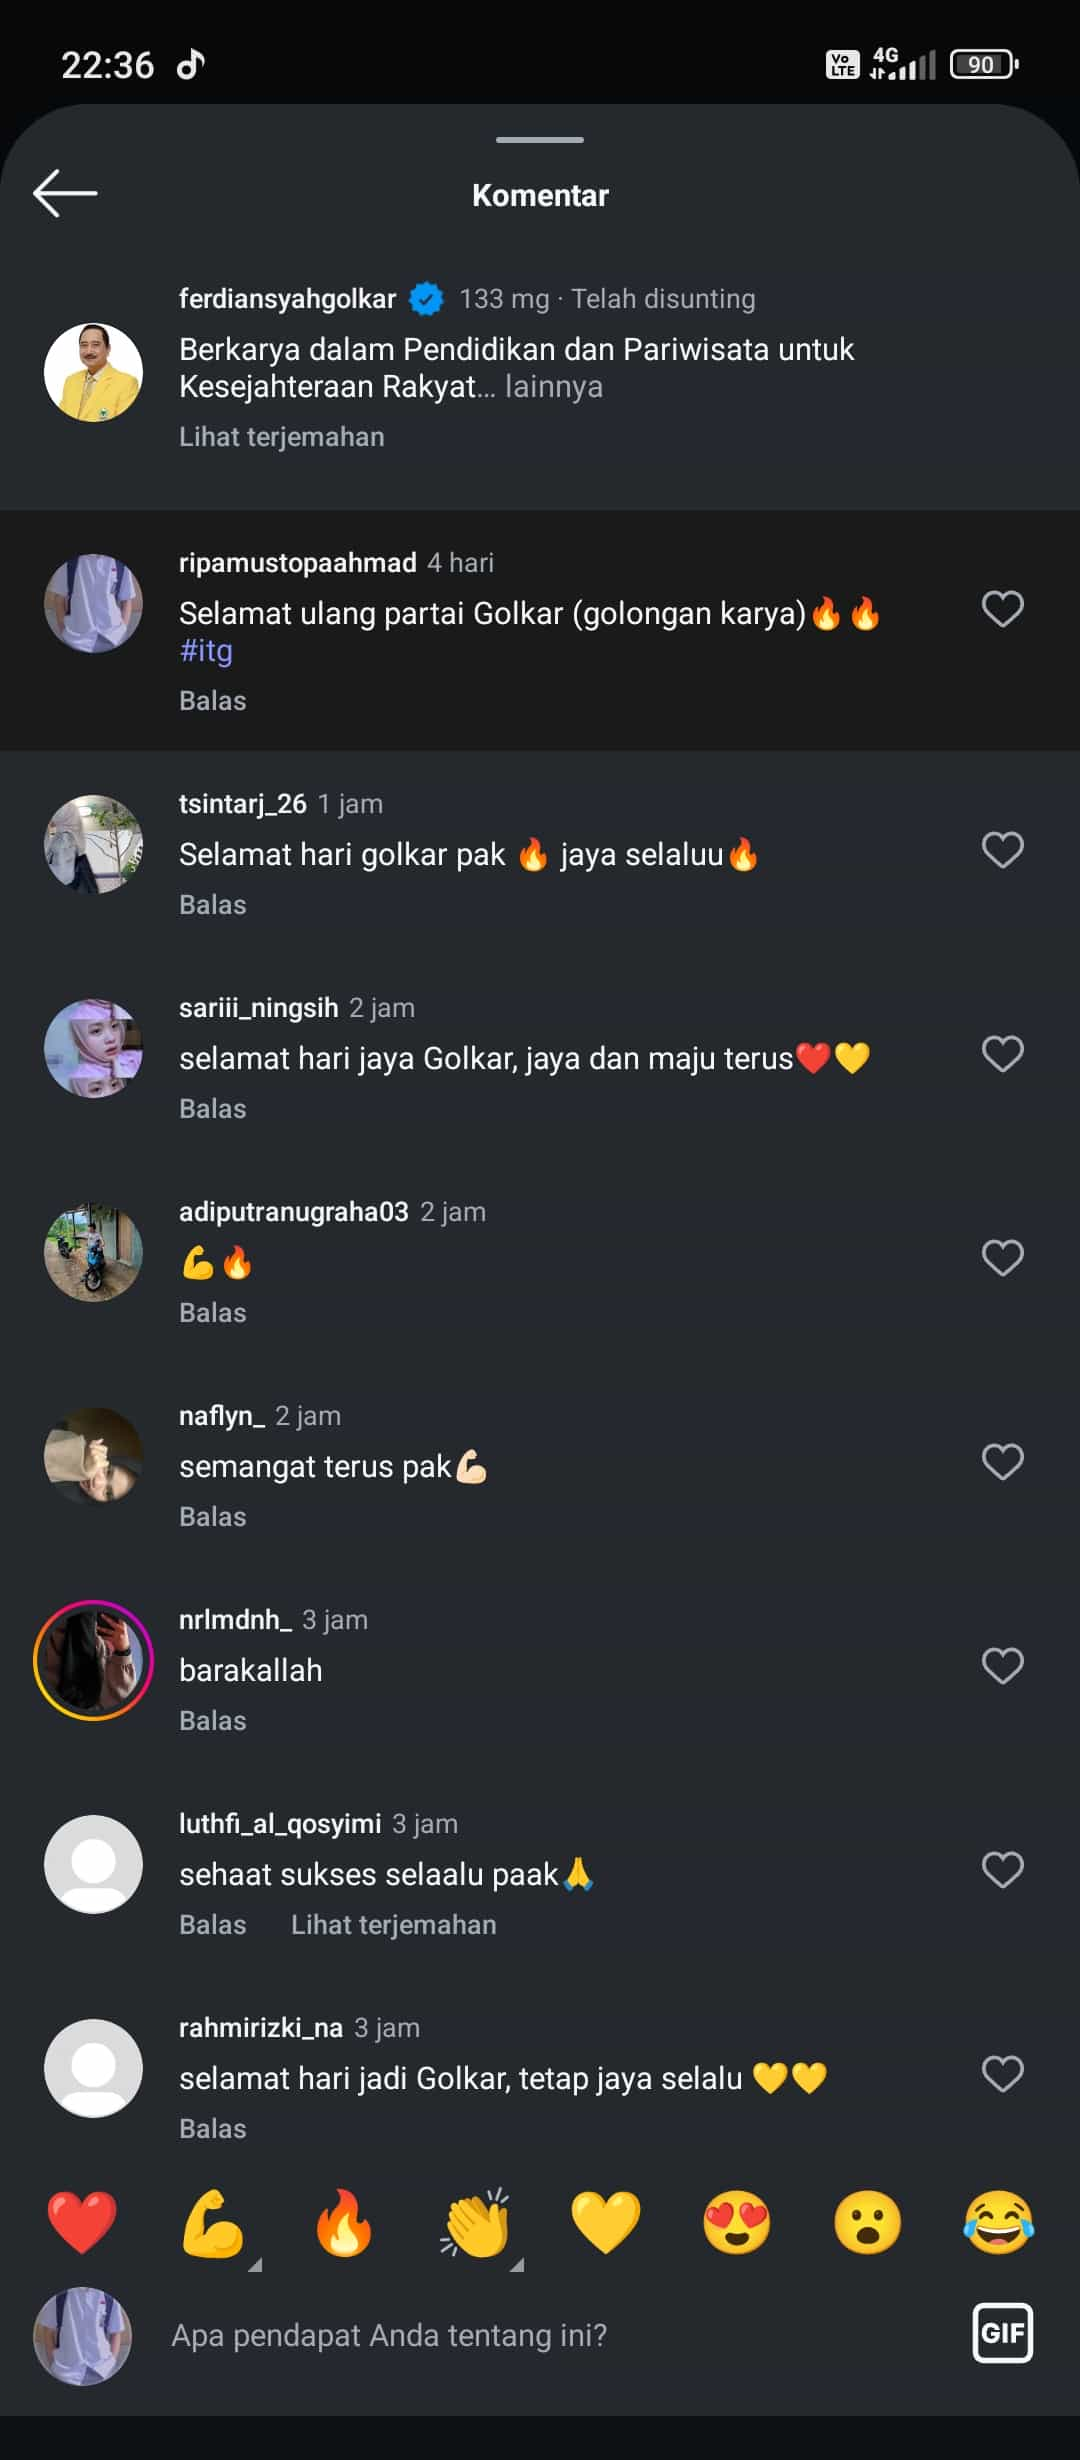 22:36
Vo LTE 4G 90
Komentar
ferdiansyahgolkar 133 mg · Telah disunting
Berkarya dalam Pendidikan dan Pariwisata untuk
Kesejahteraan Rakyat... lainnya
Lihat terjemahan
ripamustopaahmad 4 hari
Selamat ulang partai Golkar (golongan karya)🔥🔥
#itg
Balas
tsintarj_26 1 jam
Selamat hari golkar pak 🔥 jaya selaluu🔥
Balas
sariii_ningsih 2 jam
selamat hari jaya Golkar, jaya dan maju terus❤️💛
Balas
adiputranugraha03 2 jam
💪🔥
Balas
naflyn_ 2 jam
semangat terus pak💪🏻
Balas
nrlmdnh_ 3 jam
barakallah
Balas
luthfi_al_qosyimi 3 jam
sehaat sukses selaalu paak🙏
Balas Lihat terjemahan
rahmirizki_na 3 jam
selamat hari jadi Golkar, tetap jaya selalu 💛💛
Balas
❤️💪🔥👏💛😍😮😂
Apa pendapat Anda tentang ini? GIF